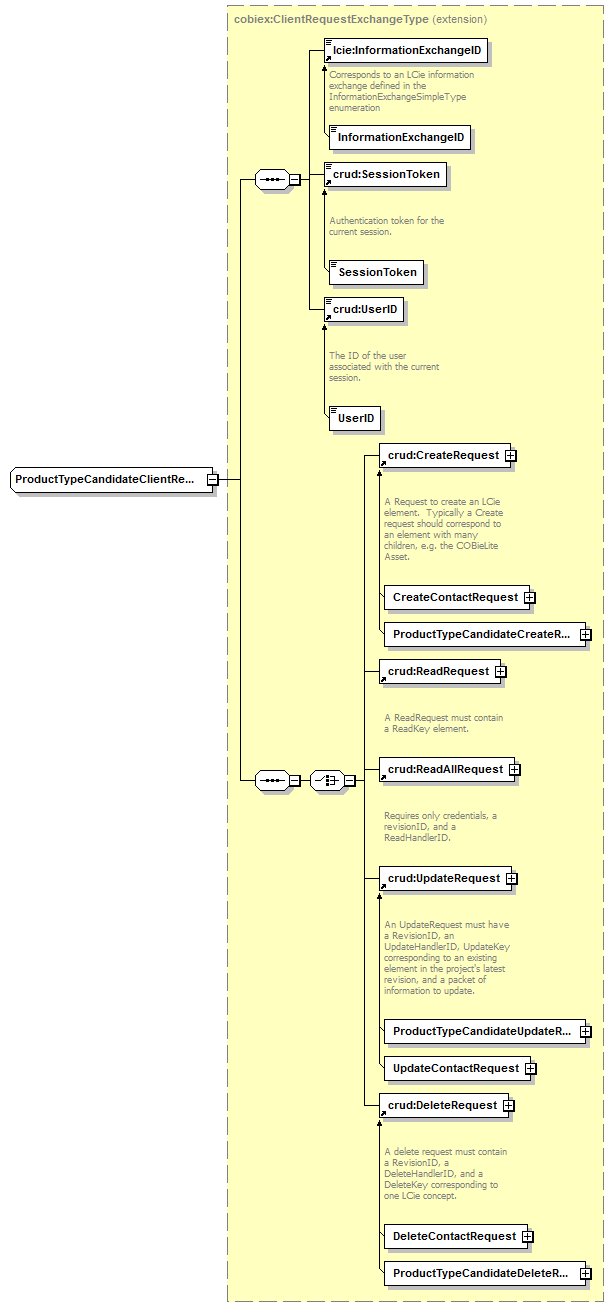 cobiex:ClientRequestExchangeType (extension)
lcie:InformationExchangeID
Corresponds to an LCie information
exchange defined in the
InformationExchangeSimpleType
enumeration
InformationExchangeID
crud:SessionToken
Authentication token for the
current session.
SessionToken
crud:UserID
The ID of the user
associated with the current
session.
UserID
ProductTypeCandidateClientRe...
crud:CreateRequest
A Request to create an LCie
element.  Typically a Create
request should correspond to
an element with many
children, e.g. the COBieLite
Asset.
CreateContactRequest
ProductTypeCandidateCreateR...
crud:ReadRequest
A ReadRequest must contain
a ReadKey element.
crud:ReadAllRequest
Requires only credentials, a
revisionID, and a
ReadHandlerID.
crud:UpdateRequest
An UpdateRequest must have
a RevisionID, an
UpdateHandlerID, UpdateKey
corresponding to an existing
element in the project's latest
revision, and a packet of
information to update.
ProductTypeCandidateUpdateR...
UpdateContactRequest
crud:DeleteRequest
A delete request must contain
a RevisionID, a
DeleteHandlerID, and a
DeleteKey corresponding to
one LCie concept.
DeleteContactRequest
ProductTypeCandidateDeleteR...